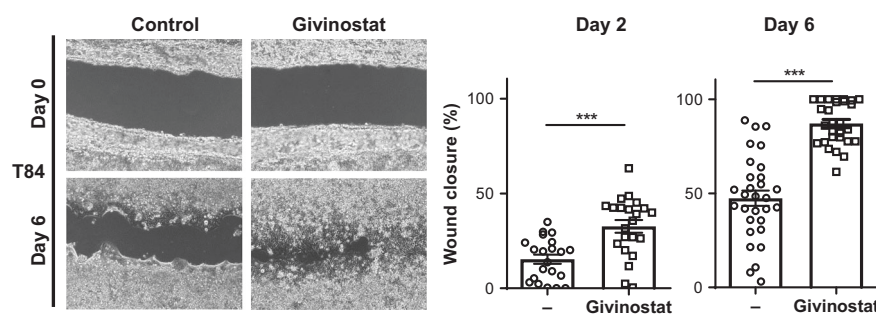 Control
Givinostat
Day 0
T84
Day 6
Day 2
Wound closure (%)
100
50
0
***
–
Givinostat
Day 6
100
50
0
***
–
Givinostat